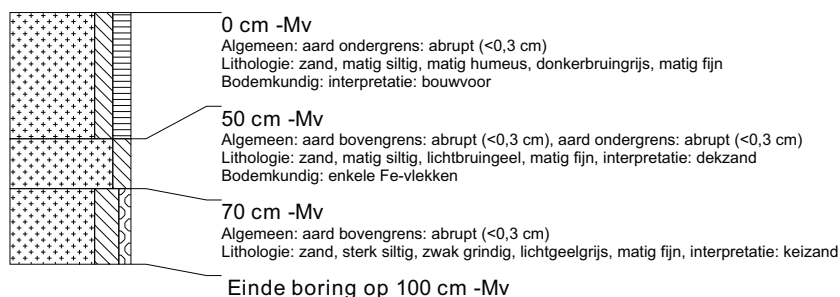 0 cm -Mv
Algemeen: aard ondergrens: abrupt (<0,3 cm)
Lithologie: zand, matig siltig, matig humeus, donkerbruingrijs, matig fijn
Bodemkundig: interpretatie: bouwvoor
50 cm -Mv
Algemeen: aard bovengrens: abrupt (<0,3 cm), aard ondergrens: abrupt (<0,3 cm)
Lithologie: zand, matig siltig, lichtbruingeel, matig fijn, interpretatie: dekzand
Bodemkundig: enkele Fe-vlekken
70 cm -Mv
Algemeen: aard bovengrens: abrupt (<0,3 cm)
Lithologie: zand, sterk siltig, zwak grindig, lichtgeelgrijs, matig fijn, interpretatie: keizand
Einde boring op 100 cm -Mv